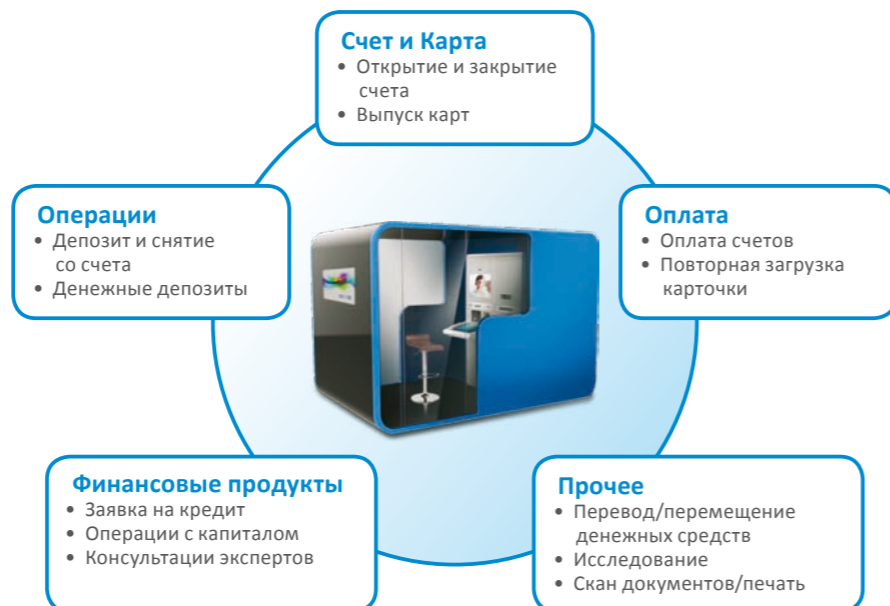 Счет и Карта
• Открытие и закрытие
счета
• Выпуск карт
Операции
• Депозит и снятие
со счета
• Денежные депозиты
Оплата
• Оплата счетов
• Повторная загрузка
карточки
Финансовые продукты
• Заявка на кредит
• Операции с капиталом
• Консультации экспертов
Прочее
• Перевод/перемещение
денежных средств
• Исследование
• Скан документов/печать